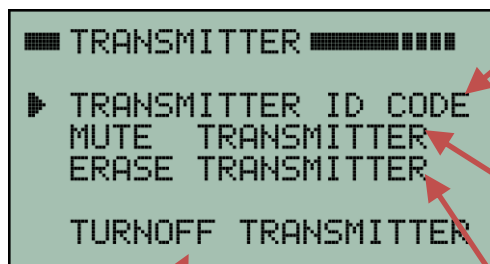 TRANSMITTER
TRANSMITTER ID CODE
MUTE TRANSMITTER
ERASE TRANSMITTER
TURNOFF TRANSMITTER